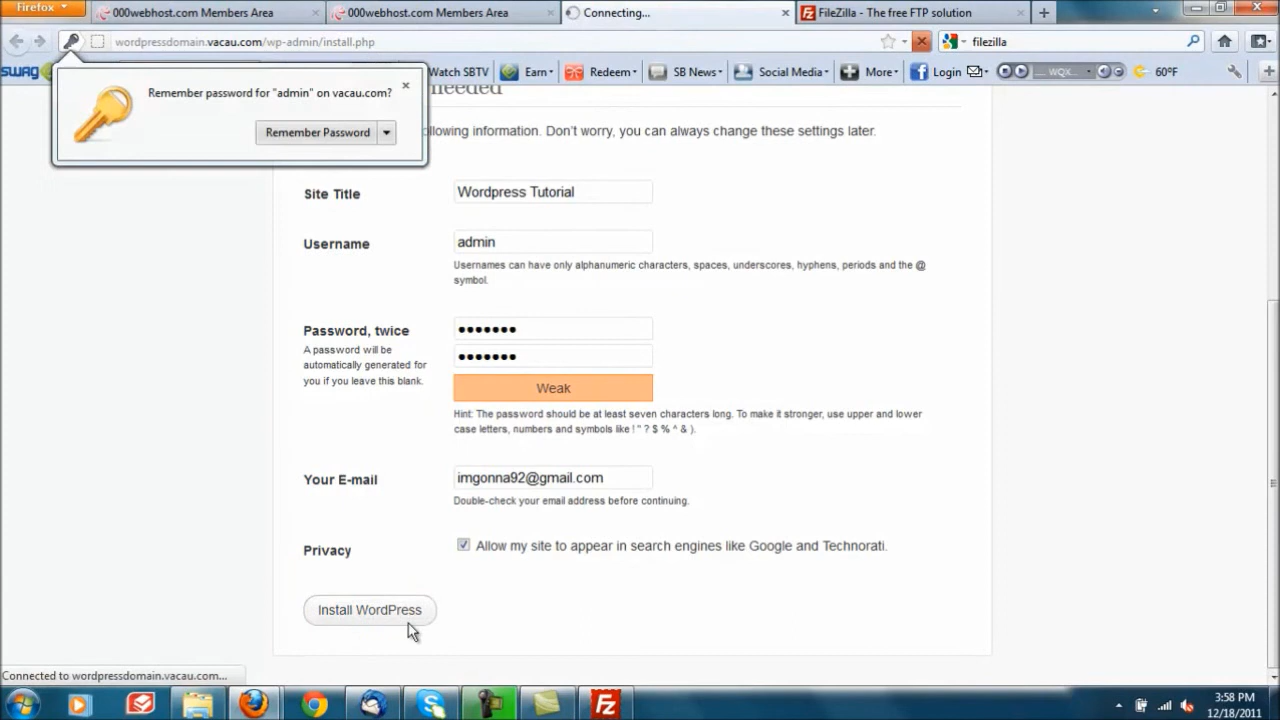 Firefox
000webhost.com Members Area
000webhost.com Members Area
Connecting...
FileZilla - The free FTP solution
wordpressdomain.vacau.com/wp-admin/install.php
filezilla
SWAG
Watch SBTV
Earn
Redeem
SB News
Social Media
More
Login
WQX...
60°F
Remember password for "admin" on vacau.com?
Remember Password
needed
following information. Don't worry, you can always change these settings later.
Site Title
Wordpress Tutorial
Username
admin
Usernames can have only alphanumeric characters, spaces, underscores, hyphens, periods and the @
symbol.
Password, twice
A password will be
automatically generated for
you if you leave this blank.
•••••••
•••••••
Weak
Hint: The password should be at least seven characters long. To make it stronger, use upper and lower
case letters, numbers and symbols like ! " ? $ % ^ & ).
Your E-mail
imgonna92@gmail.com
Double-check your email address before continuing.
Privacy
Allow my site to appear in search engines like Google and Technorati.
Install WordPress
Connected to wordpressdomain.vacau.com...
3:58 PM
12/18/2011